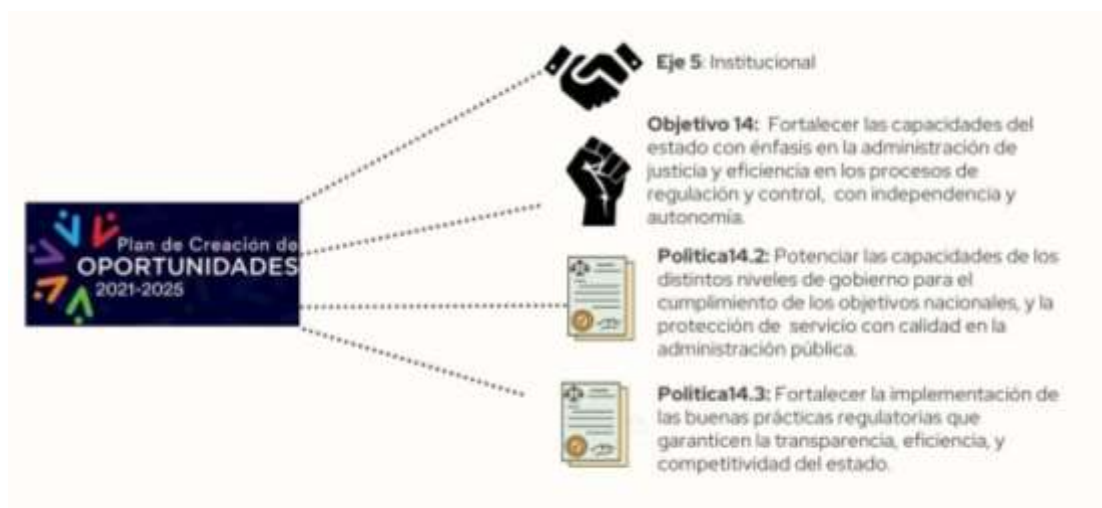 Plan de Creación de
OPORTUNIDADES
2021-2025
Eje 5: Institucional
Objetivo 14: Fortalecer las capacidades del
estado con énfasis en la administración de
justicia y eficiencia en los procesos de
regulación y control, con independencia y
autonomía.
Política14.2: Potenciar las capacidades de los
distintos niveles de gobierno para el
cumplimiento de los objetivos nacionales, y la
protección de servicio con calidad en la
administración pública.
Política14.3: Fortalecer la implementación de
las buenas prácticas regulatorias que
garanticen la transparencia, eficiencia, y
competitividad del estado.